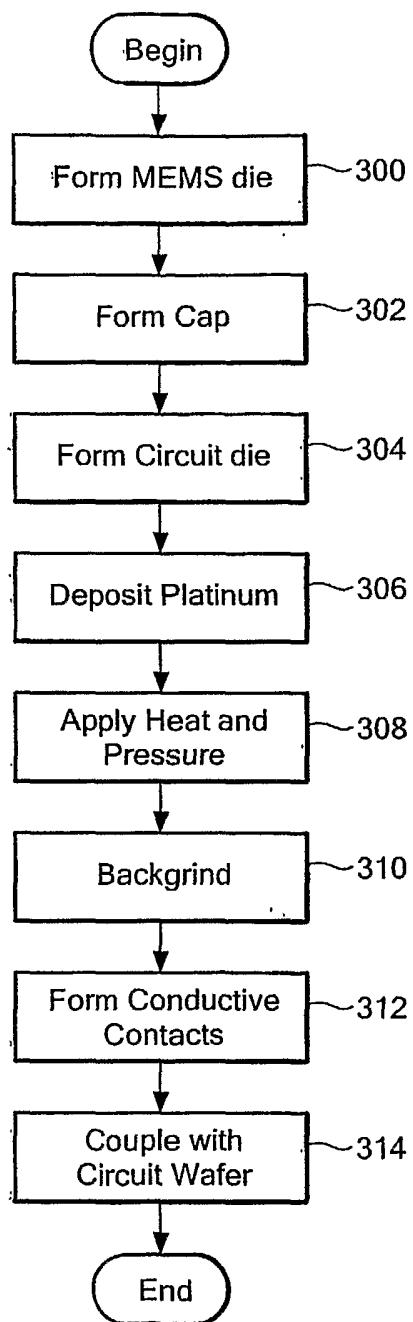 Begin
Form MEMS die
300
Form Cap
302
Form Circuit die
304
Deposit Platinum
306
Apply Heat and
Pressure
308
Backgrind
310
Form Conductive
Contacts
312
Couple with
Circuit Wafer
314
End